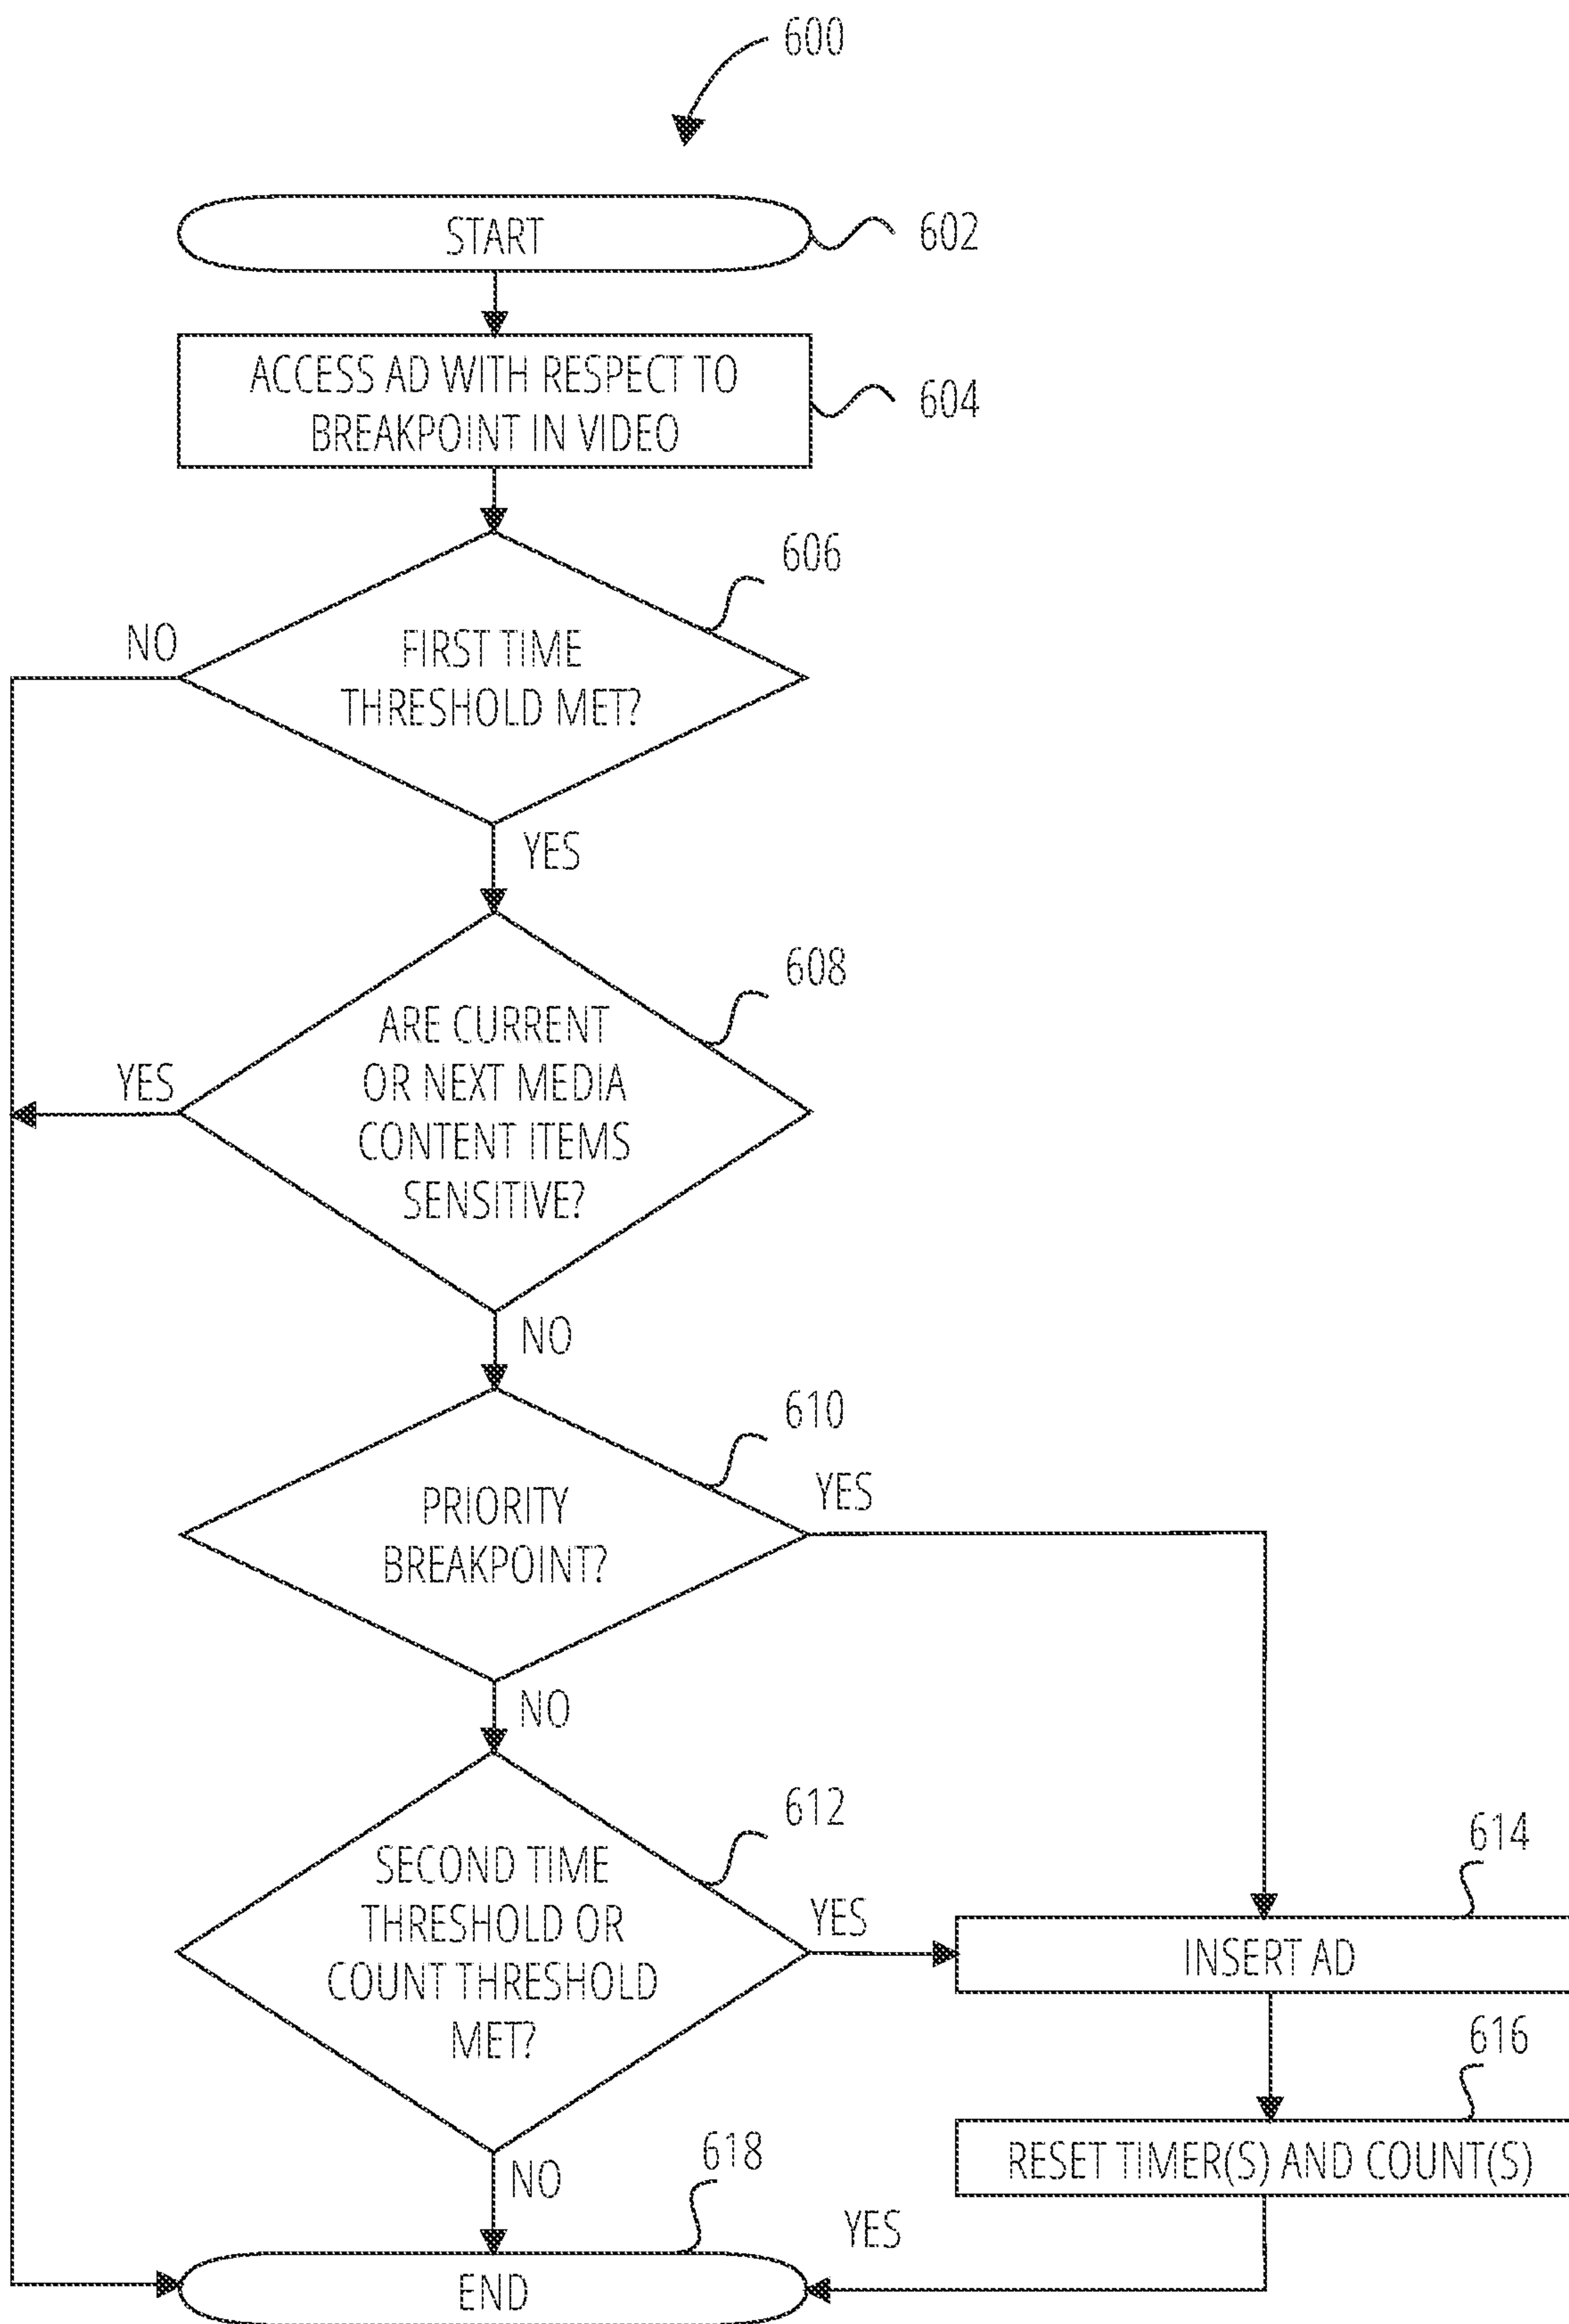 600
START
602
ACCESS AD WITH RESPECT TO
BREAKPOINT IN VIDEO
604
606
NO
FIRST TIME
THRESHOLD MET?
YES
608
ARE CURRENT
OR NEXT MEDIA
CONTENT ITEMS
SENSITIVE?
YES
NO
610
YES
PRIORITY
BREAKPOINT?
NO
612
SECOND TIME
THRESHOLD OR
COUNT THRESHOLD
MET?
YES
614
INSERT AD
616
RESET TIMER(S) AND COUNT(S)
NO
618
YES
END